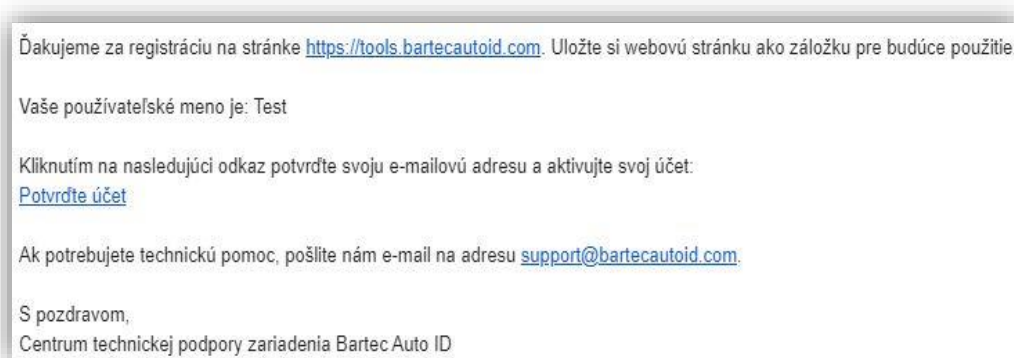 Ďakujeme za registráciu na stránke https://tools.bartecautoid.com. Uložte si webovú stránku ako záložku pre budúce použitie
Vaše používateľské meno je: Test
Kliknutím na nasledujúci odkaz potvrďte svoju e-mailovú adresu a aktivujte svoj účet:
Potvrďte účet
Ak potrebujete technickú pomoc, pošlite nám e-mail na adresu support@bartecautoid.com.
S pozdravom,
Centrum technickej podpory zariadenia Bartec Auto ID